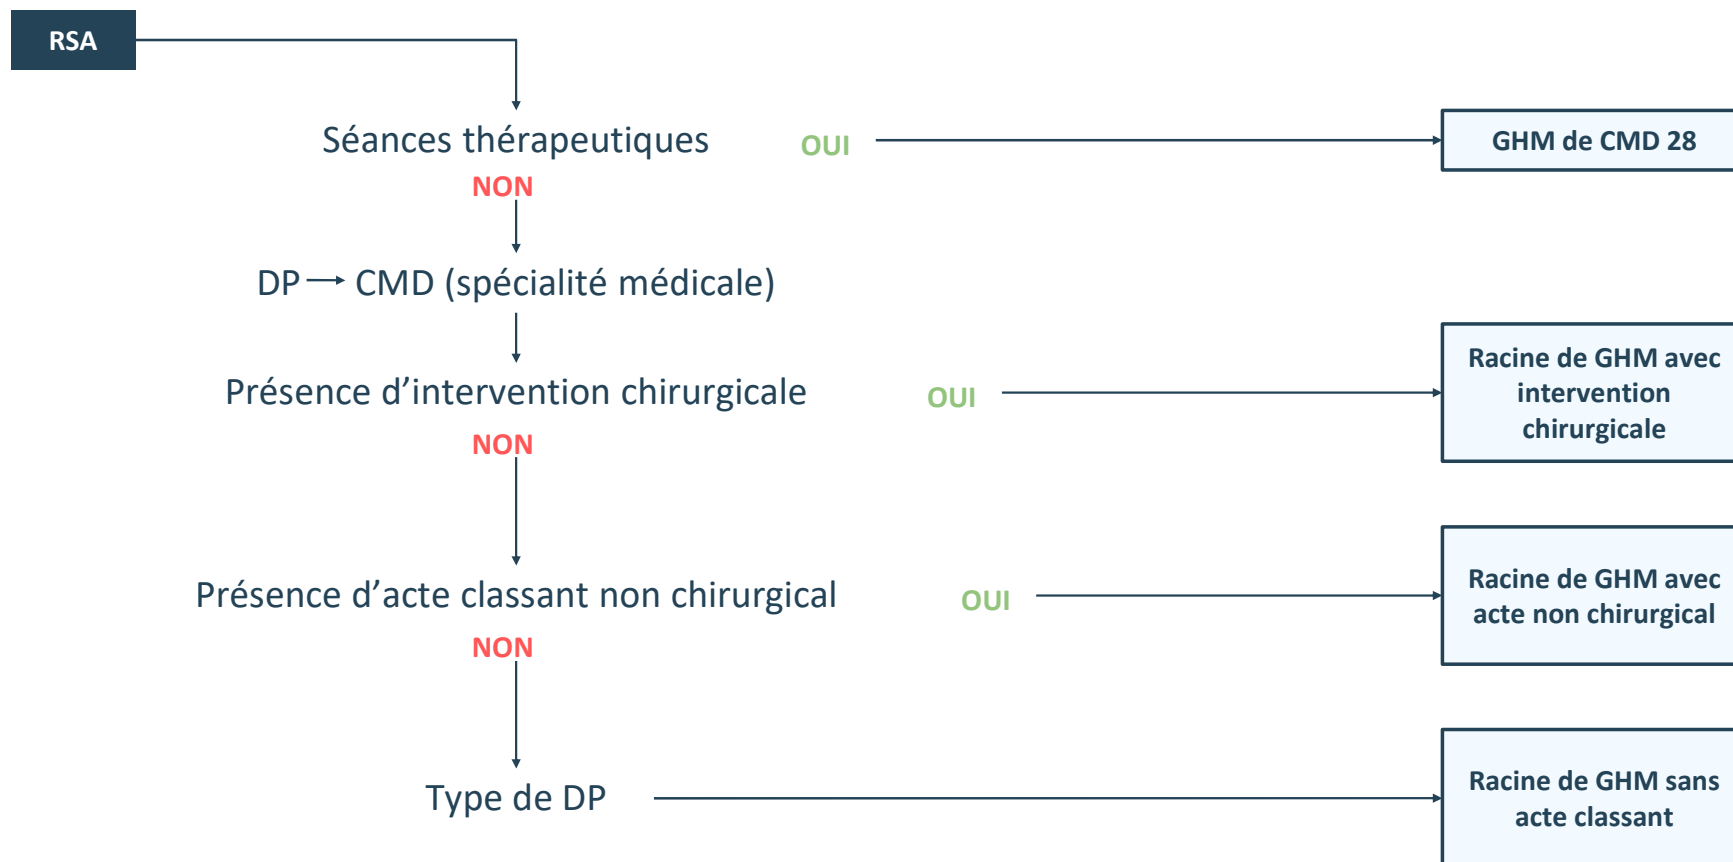 RSA
Séances thérapeutiques
OUI
GHM de CMD 28
NON
DP
CMD (spécialité médicale)
Présence d’intervention chirurgicale
OUI
Racine de GHM avec
intervention
chirurgicale
NON
Présence d’acte classant non chirurgical
OUI
Racine de GHM avec
acte non chirurgical
NON
Type de DP
Racine de GHM sans
acte classant